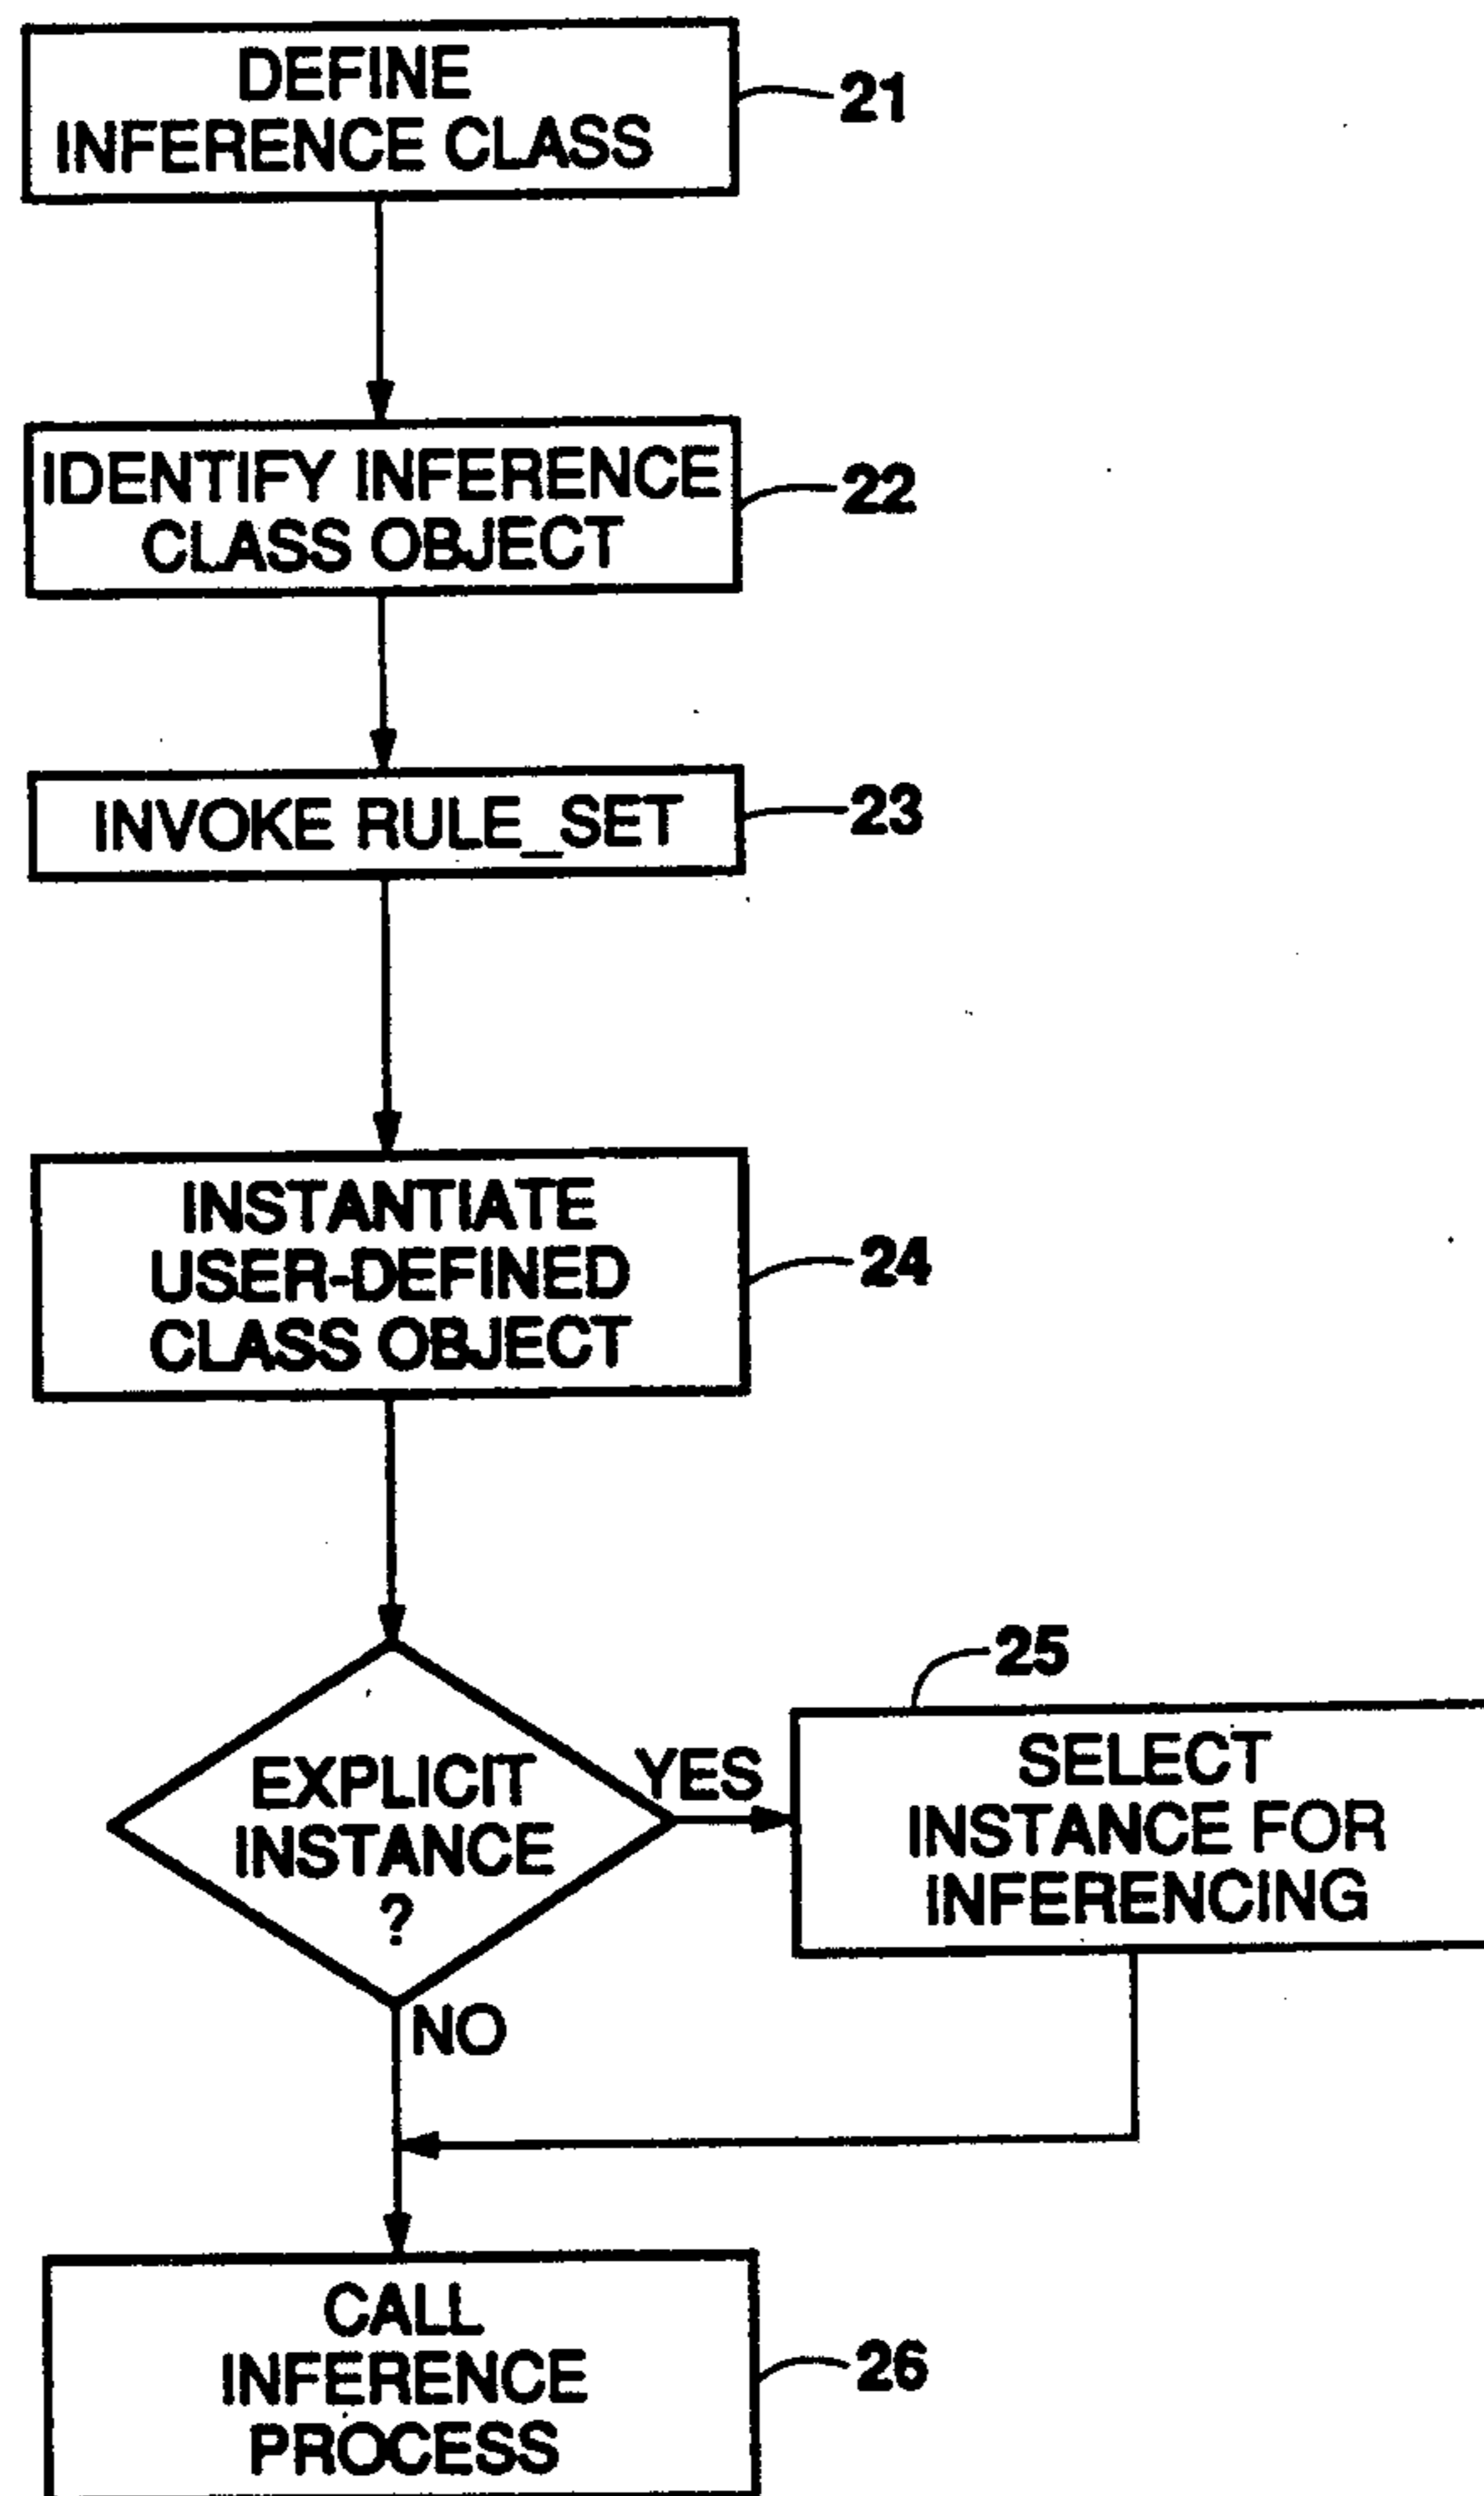 DEFINE
INFERENCE CLASS
21
IDENTIFY INFERENCE
CLASS OBJECT
22
INVOKE RULE_SET
23
INSTANTIATE
USER-DEFINED
CLASS OBJECT
24
EXPLICIT
INSTANCE
?
YES
25
SELECT
INSTANCE FOR
INFERENCING
NO
CALL
INFERENCE
PROCESS
26